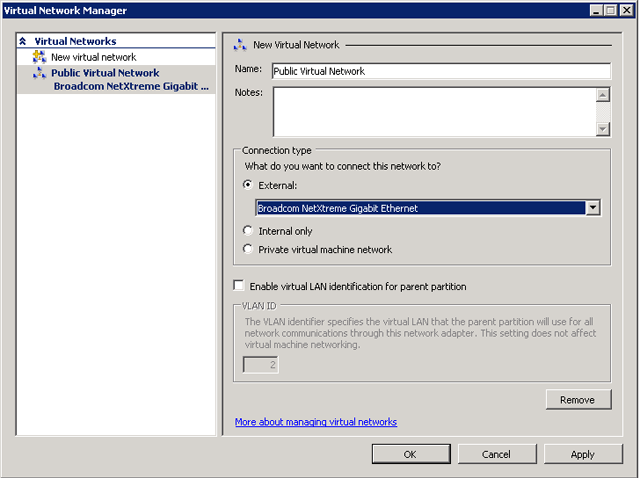 Virtual Network Manager
Virtual Networks
New virtual network
Public Virtual Network
Broadcom NetXtreme Gigabit ...
New Virtual Network
Name:
Public Virtual Network
Notes:
Connection type
What do you want to connect this network to?
External:
Broadcom NetXtreme Gigabit Ethernet
Internal only
Private virtual machine network
Enable virtual LAN identification for parent partition
VLAN ID
The VLAN identifier specifies the virtual LAN that the parent partition will use for all
network communications through this network adapter. This setting does not affect
virtual machine networking.
2
Remove
More about managing virtual networks
OK
Cancel
Apply